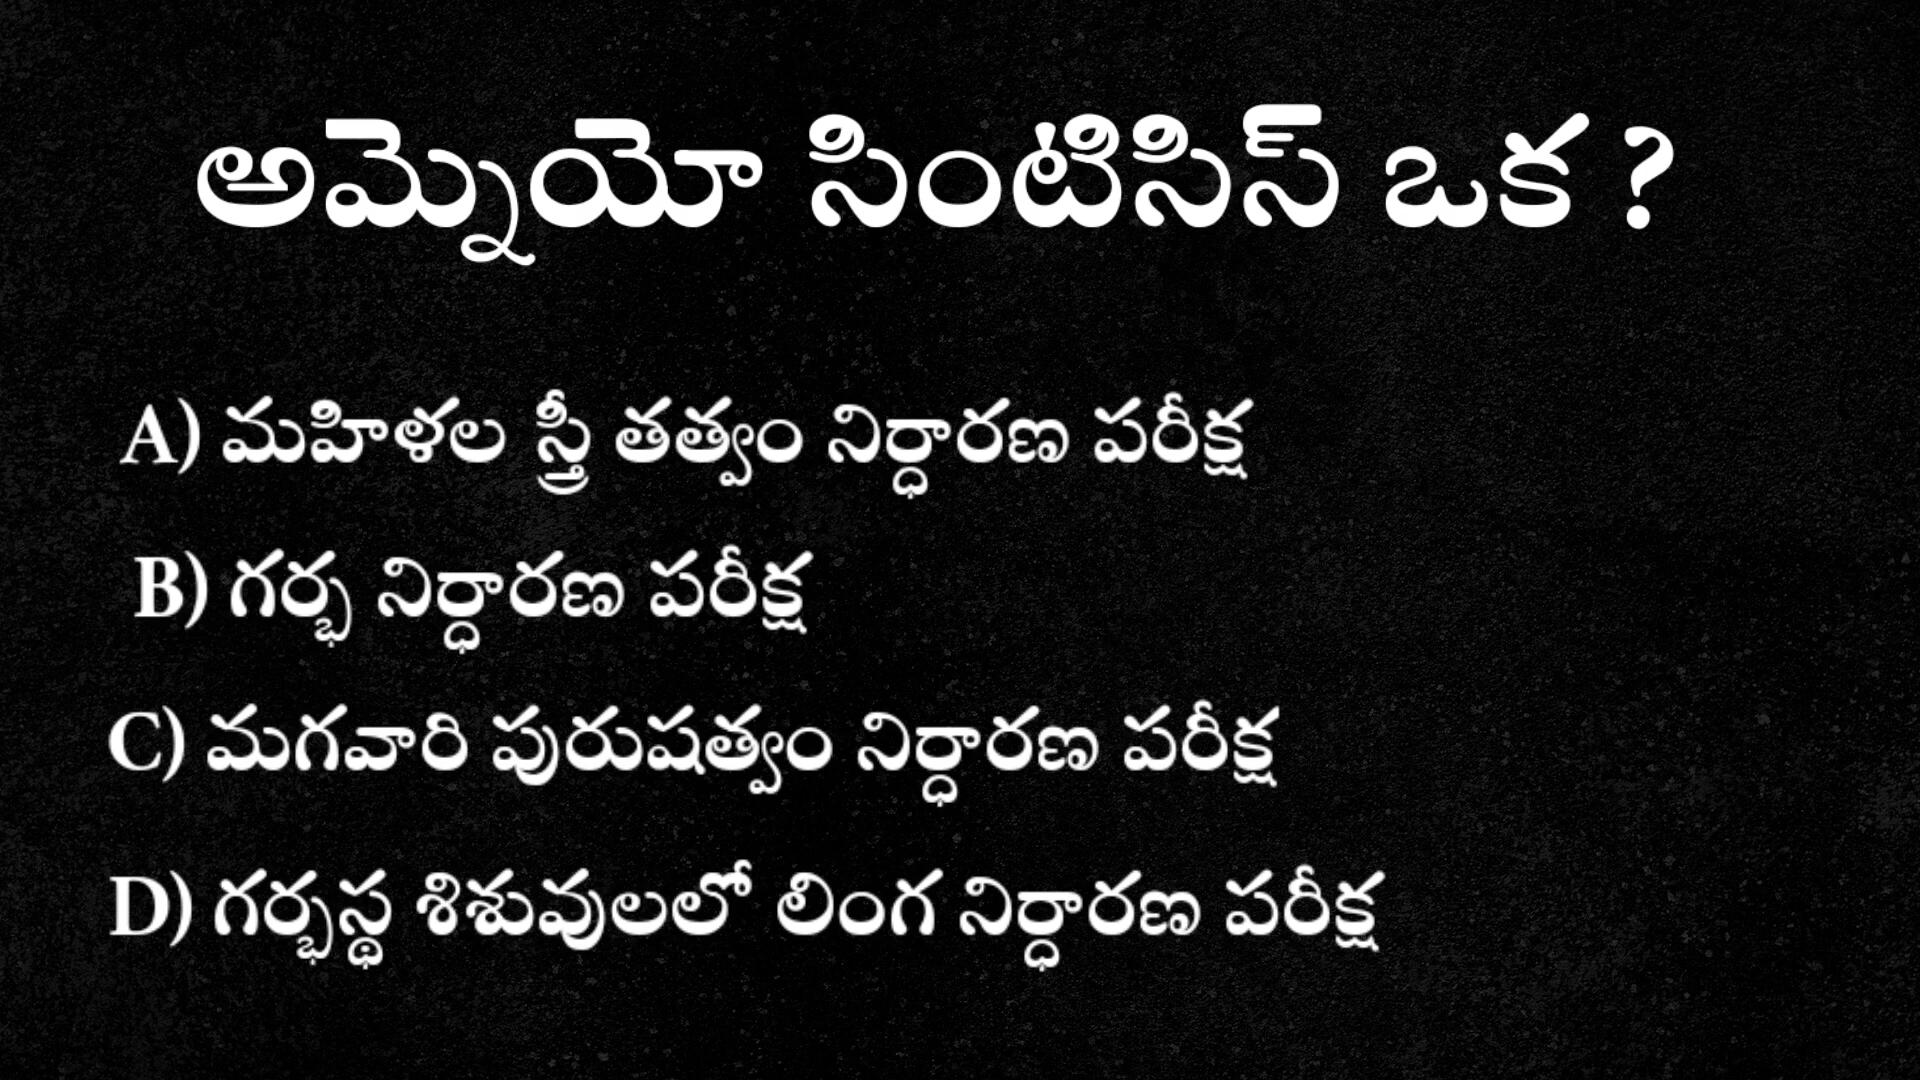 అమ్నెయో సింటిసిస్ ఒక ?
A) మహిళల స్త్రీ తత్వం నిర్ధారణ పరీక్ష
B) గర్భ నిర్ధారణ పరీక్ష
C) మగవారి పురుషత్వం నిర్ధారణ పరీక్ష
D) గర్భస్థ శిశువులలో లింగ నిర్ధారణ పరీక్ష